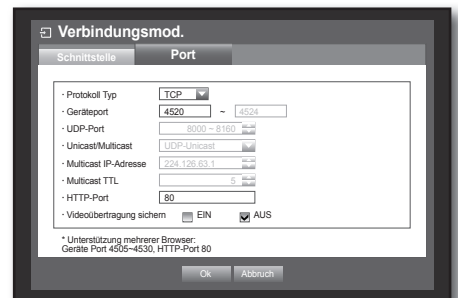 Verbindungsmod.
Schnittstelle Port
· Protokoll Typ TCP
· Geräteport 4520 ~ 4524
· UDP-Port 8000 ~ 8160
· Unicast/Multicast UDP-Unicast
· Multicast IP-Adresse 224.126.63.1
· Multicast TTL 5
· HTTP-Port 80
· Videoübertragung sichern EIN AUS
* Unterstützung mehrerer Browser:
Geräte Port 4505~4530, HTTP-Port 80
Ok Abbruch